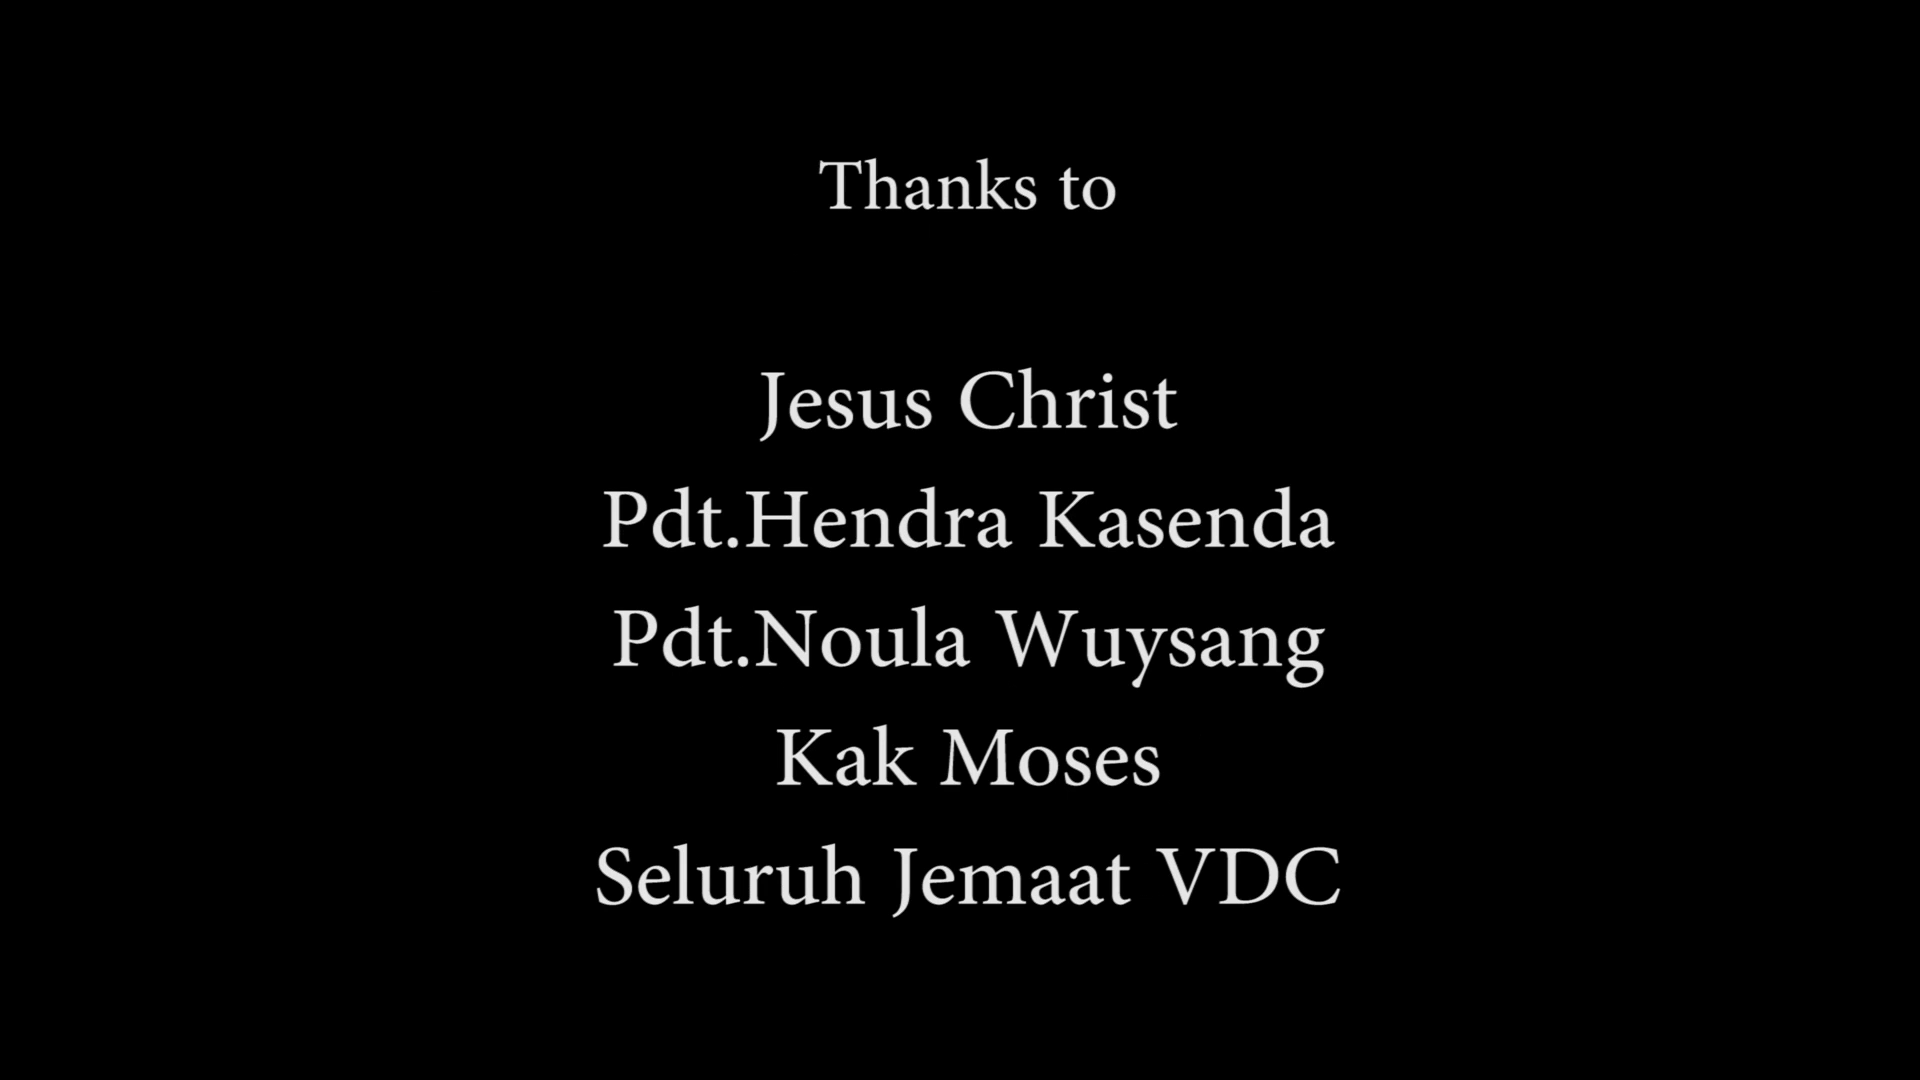 Thanks to
Jesus Christ
Pdt.Hendra Kasenda
Pdt.Noula Wuysang
Kak Moses
Seluruh Jemaat VDC